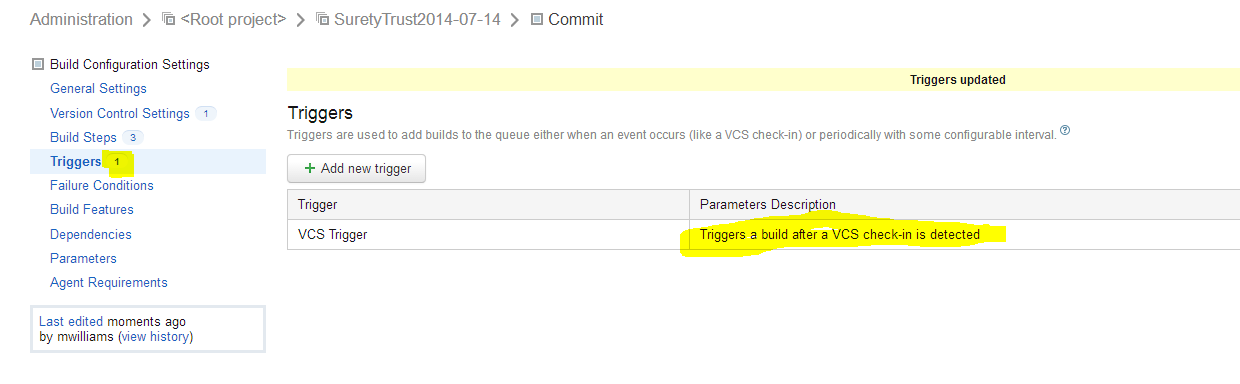 Administration > <Root project> > SuretyTrust2014-07-14 > Commit
Build Configuration Settings
General Settings
Version Control Settings 1
Build Steps 3
Triggers 1
Failure Conditions
Build Features
Dependencies
Parameters
Agent Requirements
Last edited moments ago
by mwilliams (view history)
Triggers updated
Triggers
Triggers are used to add builds to the queue either when an event occurs (like a VCS check-in) or periodically with some configurable interval. ?
+ Add new trigger
Trigger Parameters Description
VCS Trigger Triggers a build after a VCS check-in is detected